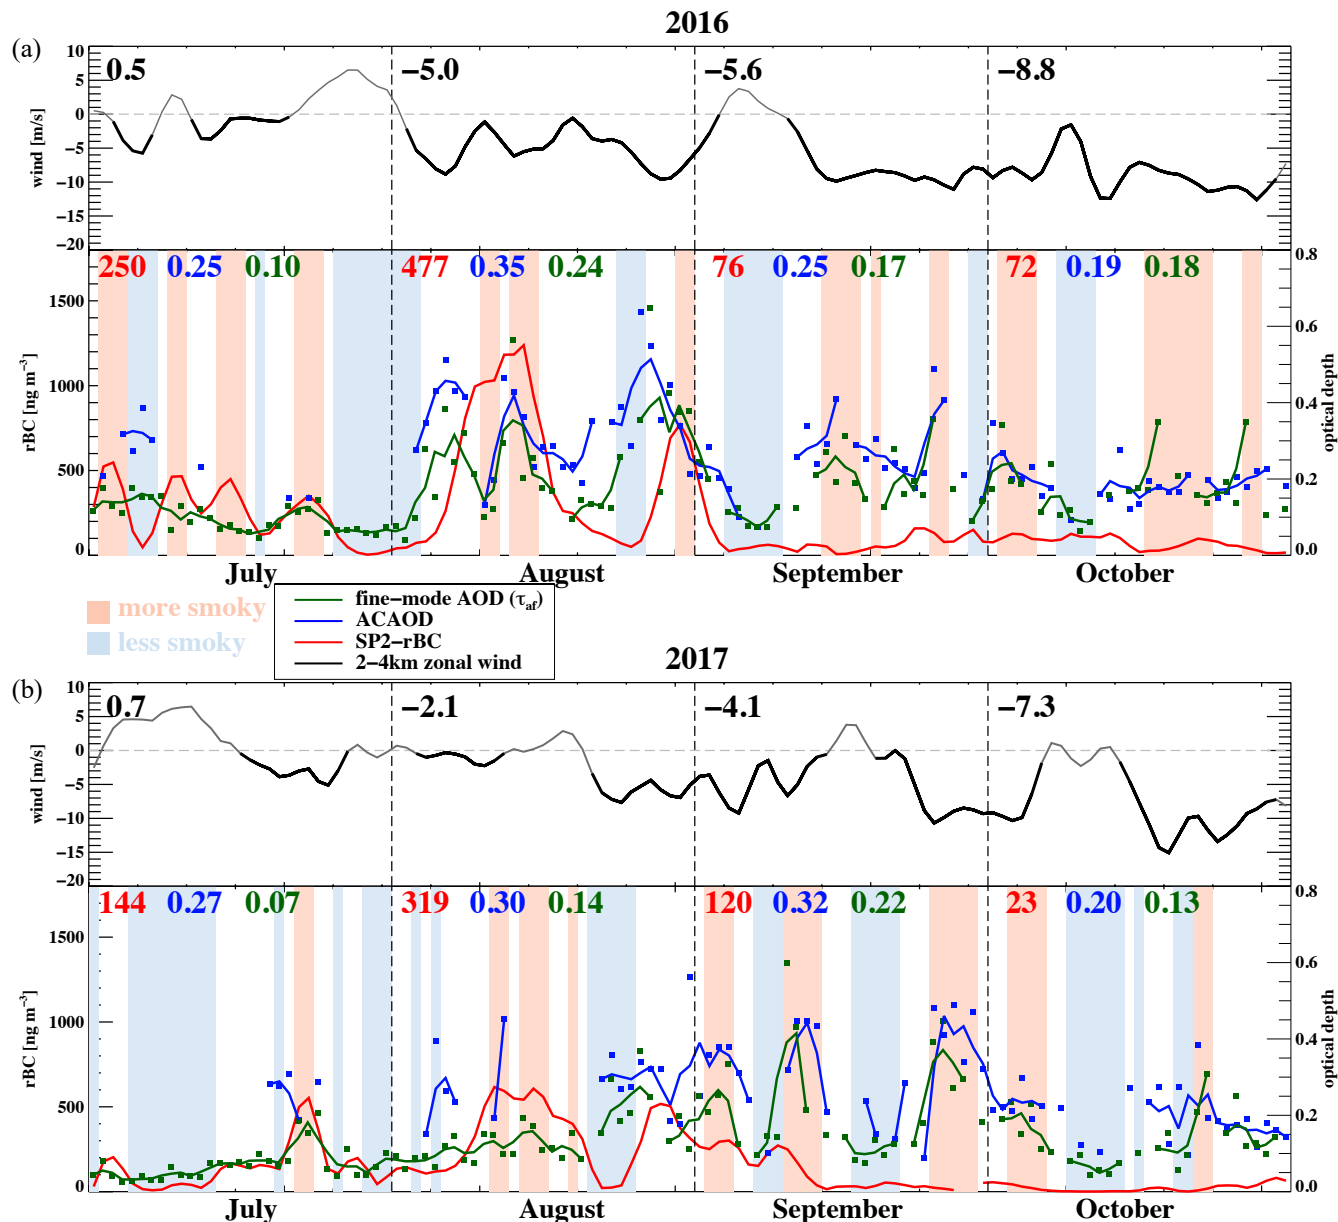 2016
(a)
10
5
0
−5
−10
−15
−20
wind [m/s]
0.5
−5.0
−5.6
−8.8
250 0.25 0.10
477 0.35 0.24
76 0.25 0.17
72 0.19 0.18
1500
1000
500
0
rBC [ng m⁻³]
0.8
0.6
0.4
0.2
0.0
optical depth
July August September October
more smoky
less smoky
fine−mode AOD (τaf)
ACAOD
SP2−rBC
2−4km zonal wind
2017
(b)
10
5
0
−5
−10
−15
−20
wind [m/s]
0.7
−2.1
−4.1
−7.3
144 0.27 0.07
319 0.30 0.14
120 0.32 0.22
23 0.20 0.13
1500
1000
500
0
rBC [ng m⁻³]
0.8
0.6
0.4
0.2
0.0
optical depth
July August September October